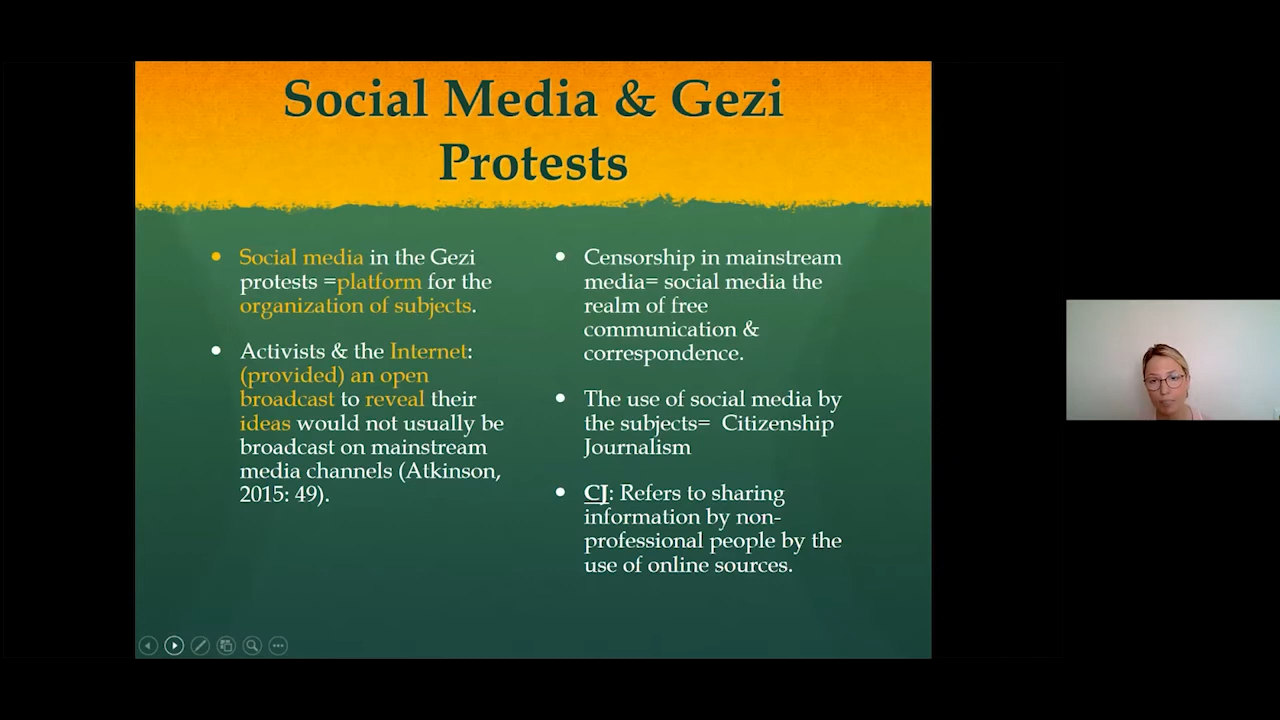 Social Media & Gezi
Protests
• Social media in the Gezi
protests =platform for the
organization of subjects.
• Activists & the Internet:
(provided) an open
broadcast to reveal their
ideas would not usually be
broadcast on mainstream
media channels (Atkinson,
2015: 49).
• Censorship in mainstream
media= social media the
realm of free
communication &
correspondence.
• The use of social media by
the subjects= Citizenship
Journalism
• CJ: Refers to sharing
information by non-
professional people by the
use of online sources.